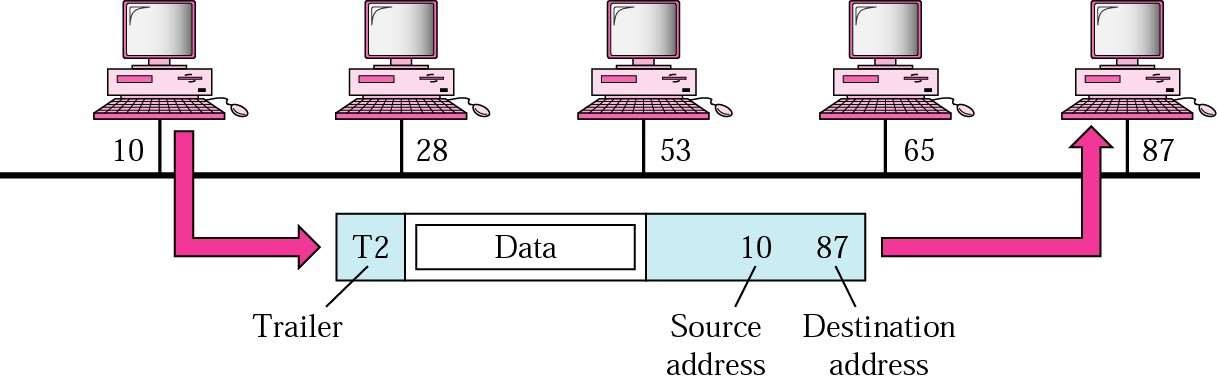 10 28 53 65 87
T2 Data 10 87
Trailer Source address Destination address